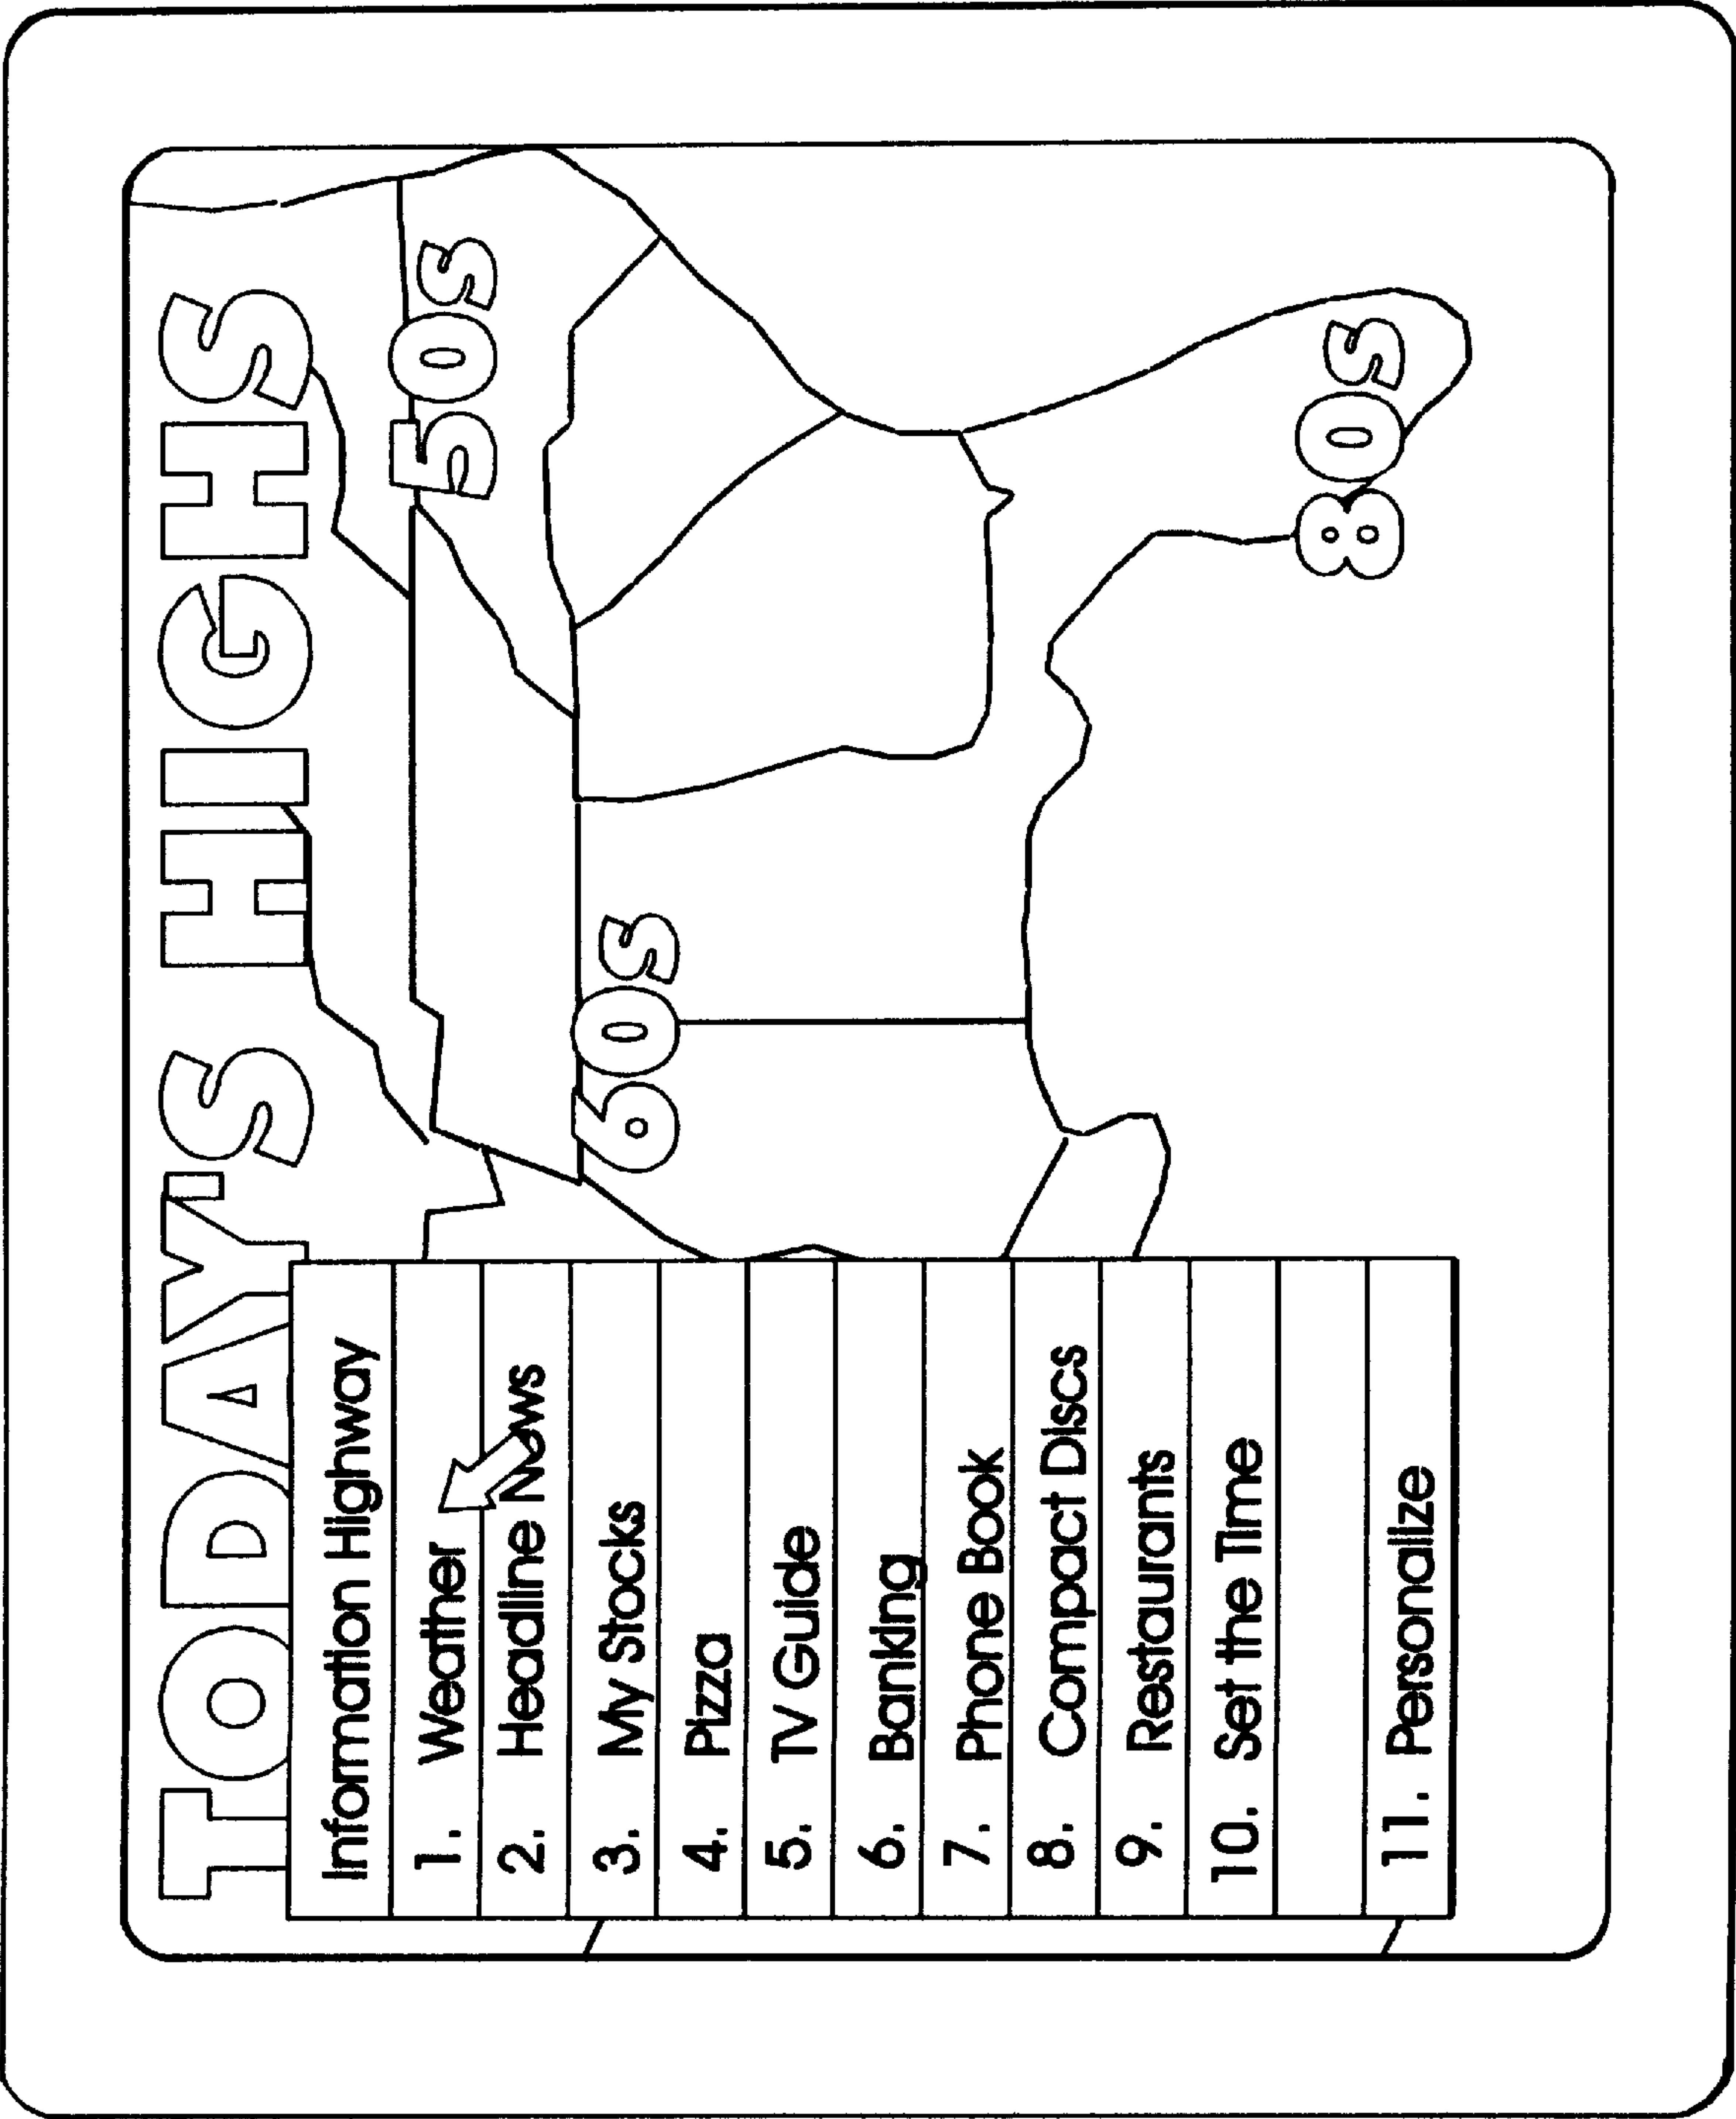 TODAY'S HIGHS
Information Highway
1. Weather
2. Headline News
3. My Stocks
4. Pizza
5. TV Guide
6. Banking
7. Phone Book
8. Compact Discs
9. Restaurants
10. Set the Time
11. Personalize
50s
60s
80s